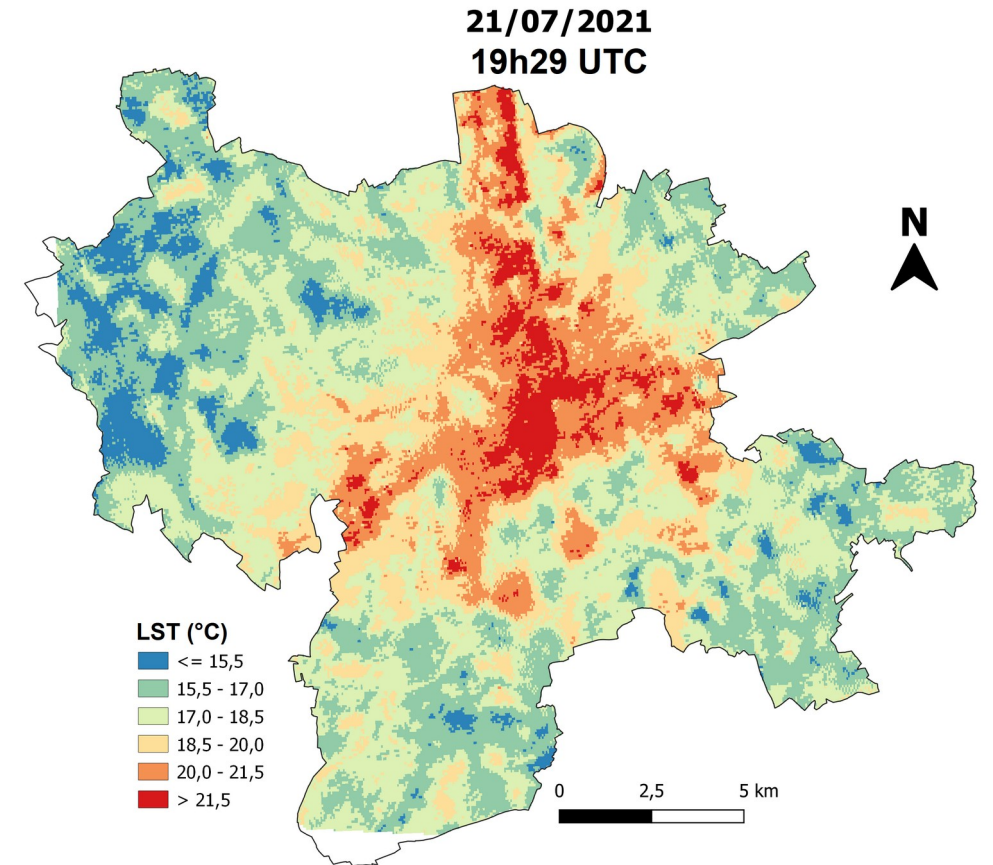 21/07/2021
19h29 UTC
N
LST (°C)
<= 15,5
15,5 - 17,0
17,0 - 18,5
18,5 - 20,0
20,0 - 21,5
> 21,5
0 2,5 5 km